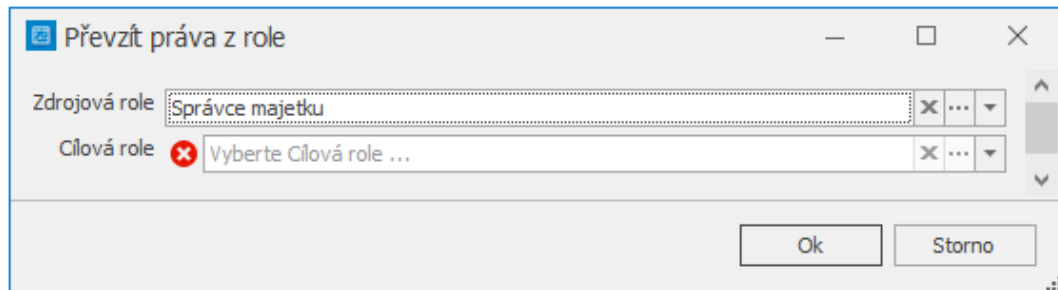 Převzít práva z role
Zdrojová role Správce majetku
Cílová role Vyberte Cílová role ...
Ok Storno